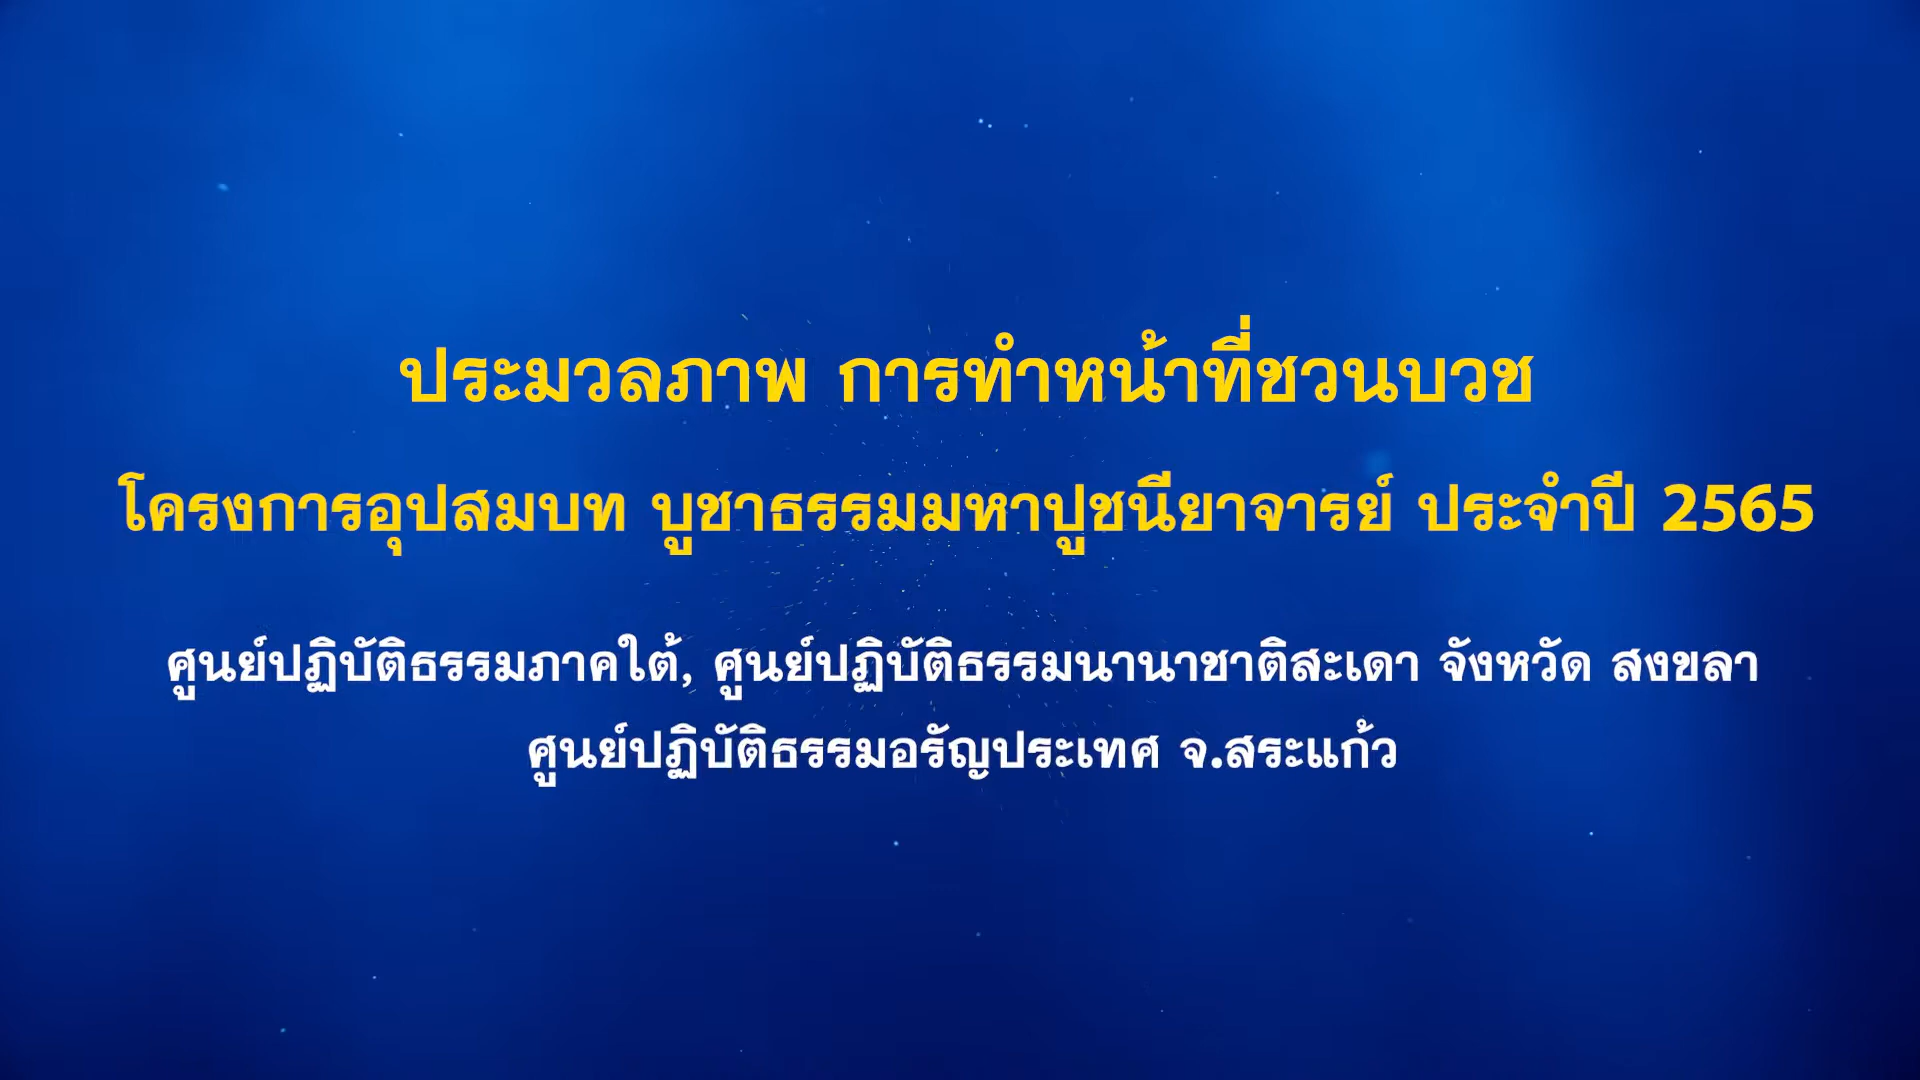 ประมวลภาพ การทำหน้าที่ชวนบวช
โครงการอุปสมบท บูชาธรรมมหาปูชนียาจารย์ ประจำปี 2565
ศูนย์ปฏิบัติธรรมภาคใต้, ศูนย์ปฏิบัติธรรมนานาชาติสะเดา จังหวัด สงขลา
ศูนย์ปฏิบัติธรรมอรัญประเทศ จ.สระแก้ว